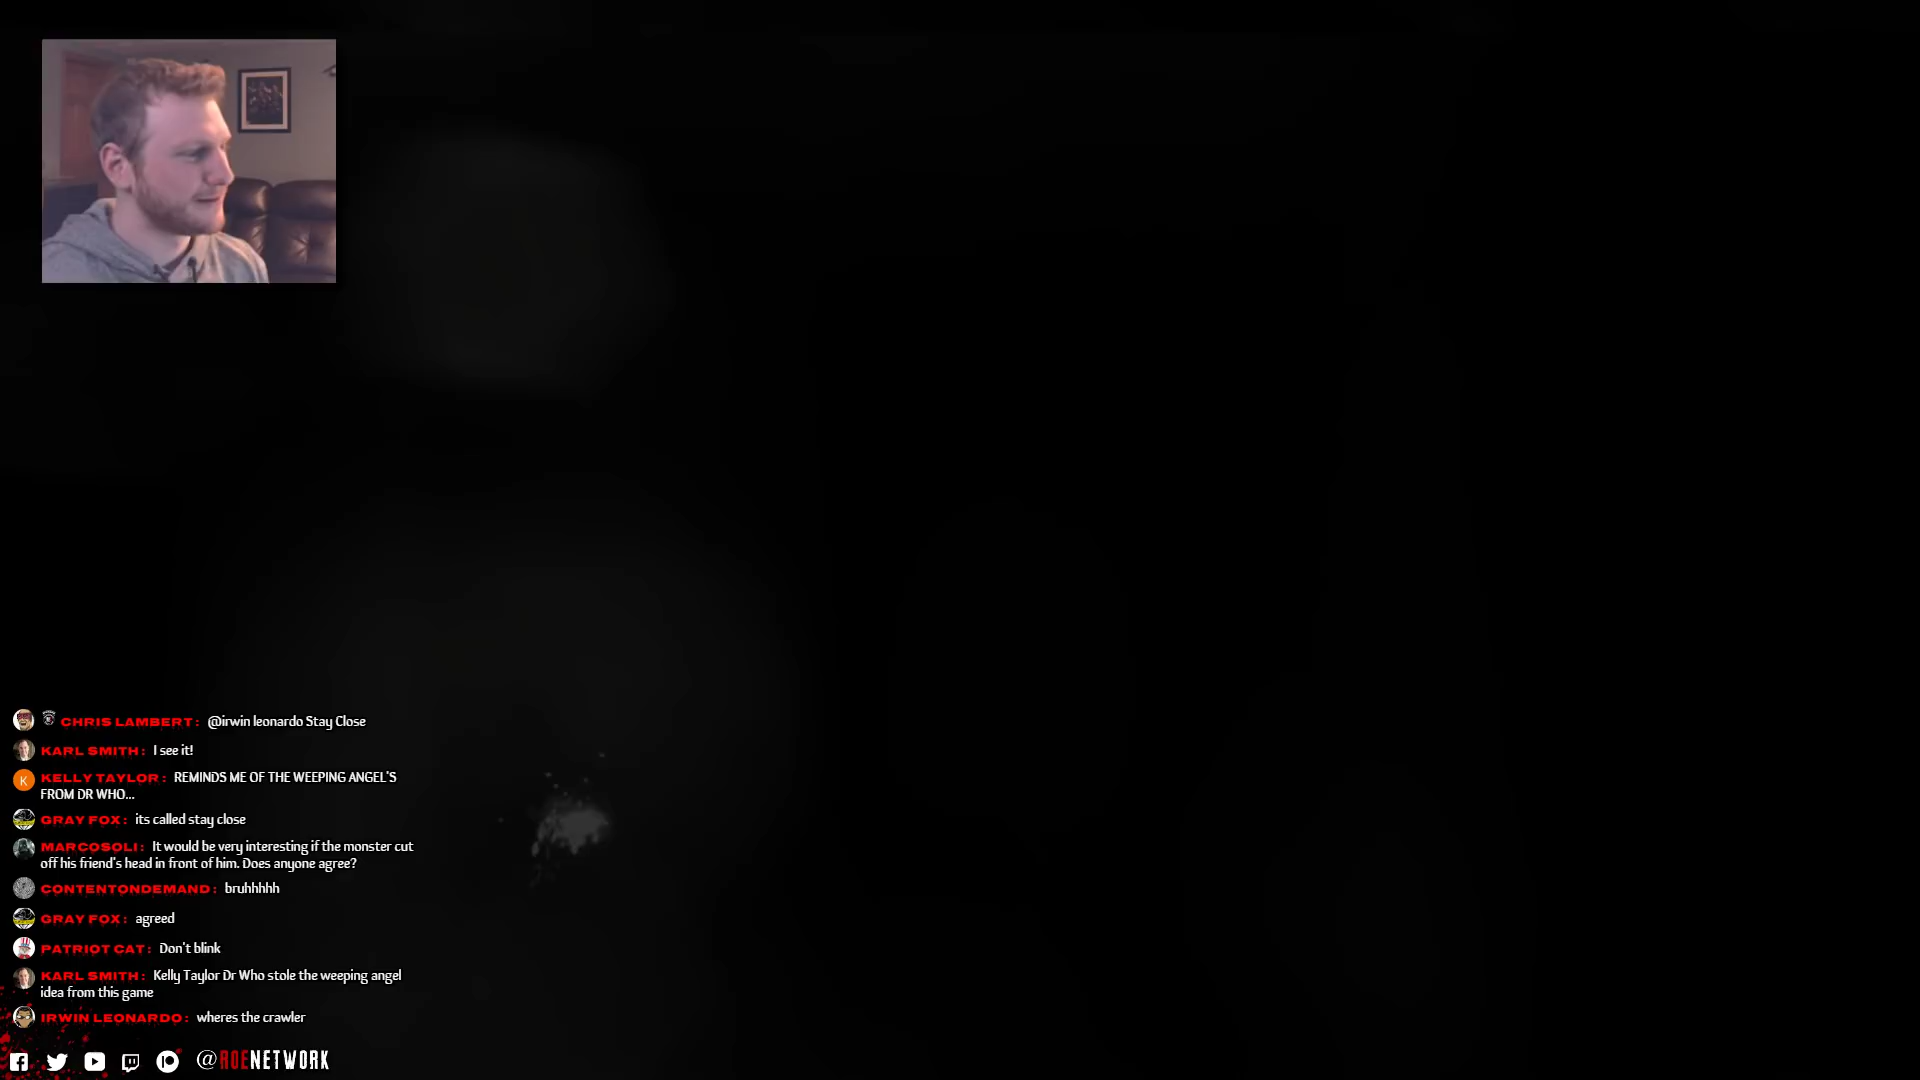 CHRIS LAMBERT: @irwin leonardo Stay Close
KARL SMITH: I see it!
KELLY TAYLOR: REMINDS ME OF THE WEEPING ANGEL'S
FROM DR WHO...
GRAY FOX: its called stay close
MARCOSOLI: It would be very interesting if the monster cut
off his friend's head in front of him. Does anyone agree?
CONTENTONDEMAND: bruhhhhh
GRAY FOX: agreed
PATRIOT CAT: Don't blink
KARL SMITH: Kelly Taylor Dr Who stole the weeping angel
idea from this game
IRWIN LEONARDO: wheres the crawler
@ROENETWORK